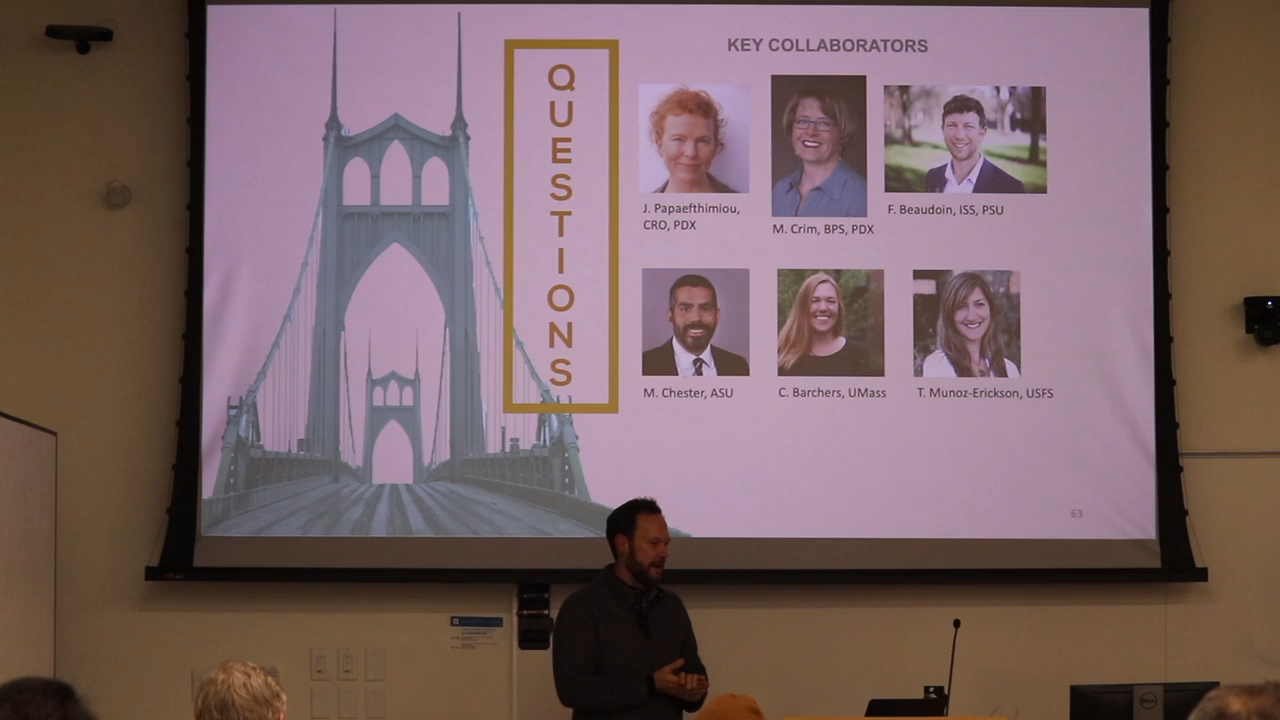 QUESTIONS
KEY COLLABORATORS
J. Papaefthimiou,
CRO, PDX
M. Crim, BPS, PDX
F. Beaudoin, ISS, PSU
M. Chester, ASU
C. Barchers, UMass
T. Munoz-Erickson, USFS
63
DELL